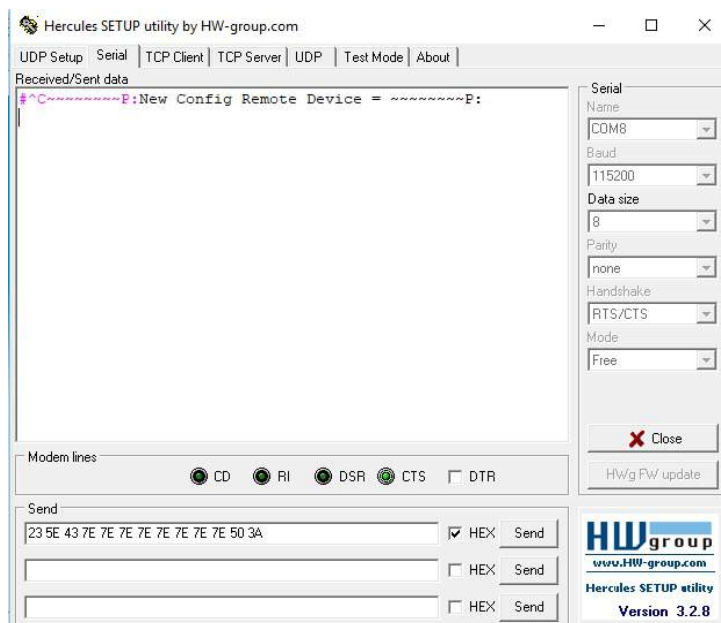 Hercules SETUP utility by HW-group.com
UDP Setup Serial TCP Client TCP Server UDP Test Mode About
Received/Sent data
#^C~~~~~~~~P:New Config Remote Device = ~~~~~~~~P:
Serial
Name
COM8
Baud
115200
Data size
8
Parity
none
Handshake
RTS/CTS
Mode
Free
Close
HWg FW update
Modem lines
CD RI DSR CTS DTR
Send
23 5E 43 7E 7E 7E 7E 7E 7E 7E 7E 50 3A HEX Send
HEX Send
HEX Send
HWgroup
www.HW-group.com
Hercules SETUP utility
Version 3.2.8